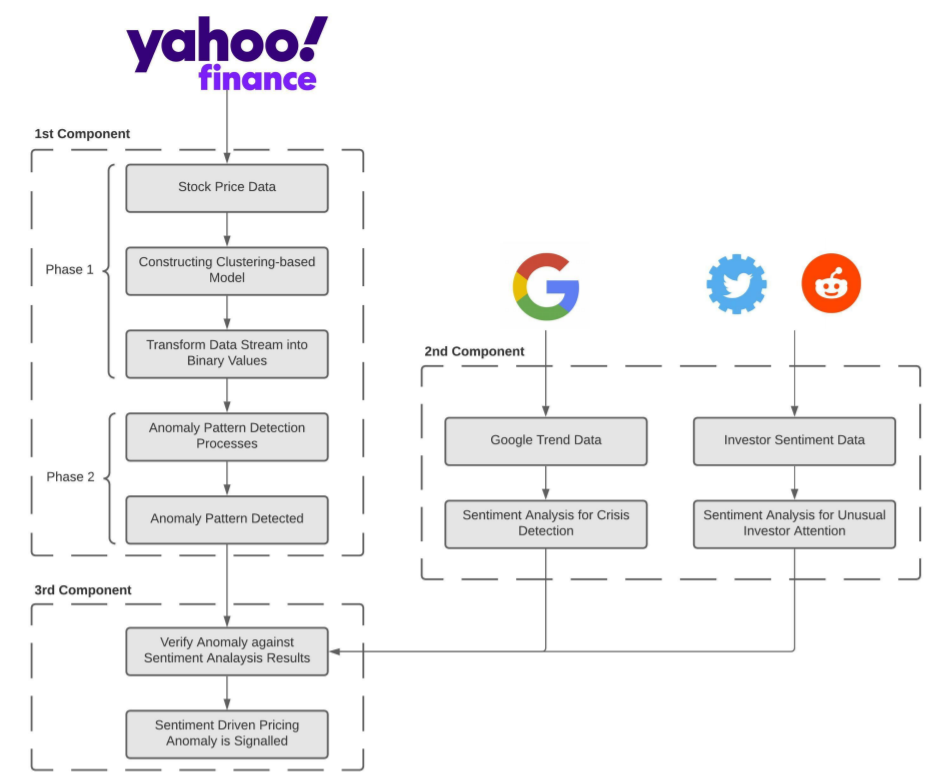 yahoo!
finance
1st Component
Stock Price Data
Phase 1
Constructing Clustering-based
Model
Transform Data Stream into
Binary Values
Anomaly Pattern Detection
Processes
Phase 2
Anomaly Pattern Detected
2nd Component
Google Trend Data
Investor Sentiment Data
Sentiment Analysis for Crisis
Detection
Sentiment Analysis for Unusual
Investor Attention
3rd Component
Verify Anomaly against
Sentiment Analaysis Results
Sentiment Driven Pricing
Anomaly is Signalled